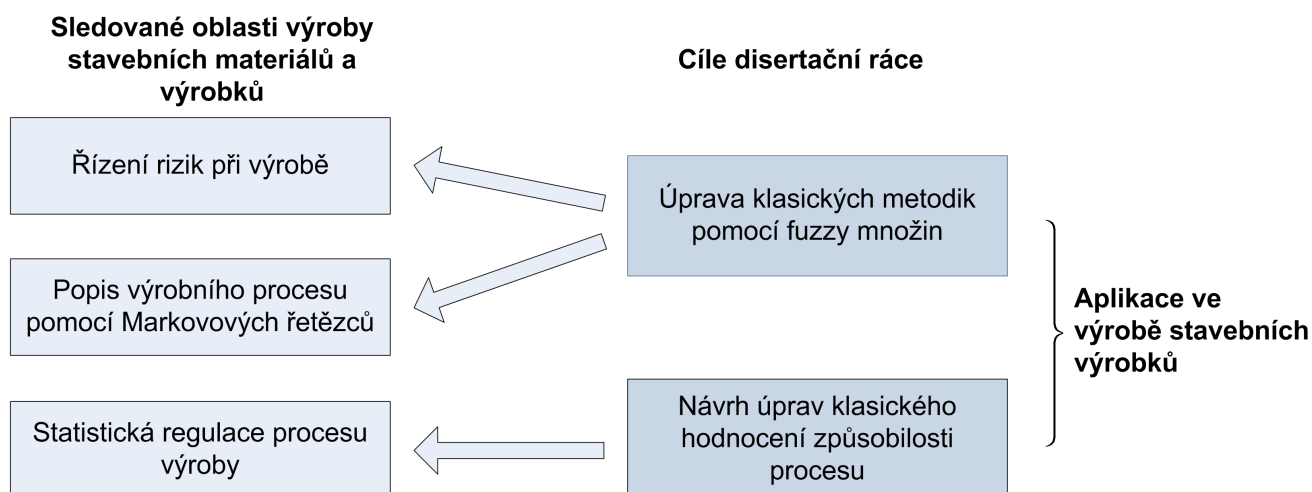 Sledované oblasti výroby
stavebních materiálů a
výrobků
Řízení rizik při výrobě
Popis výrobního procesu
pomocí Markovových řetězců
Statistická regulace procesu
výroby
Cíle disertační ráce
Úprava klasických metodik
pomocí fuzzy množin
Návrh úprav klasického
hodnocení způsobilosti
procesu
Aplikace ve
výrobě stavebních
výrobků